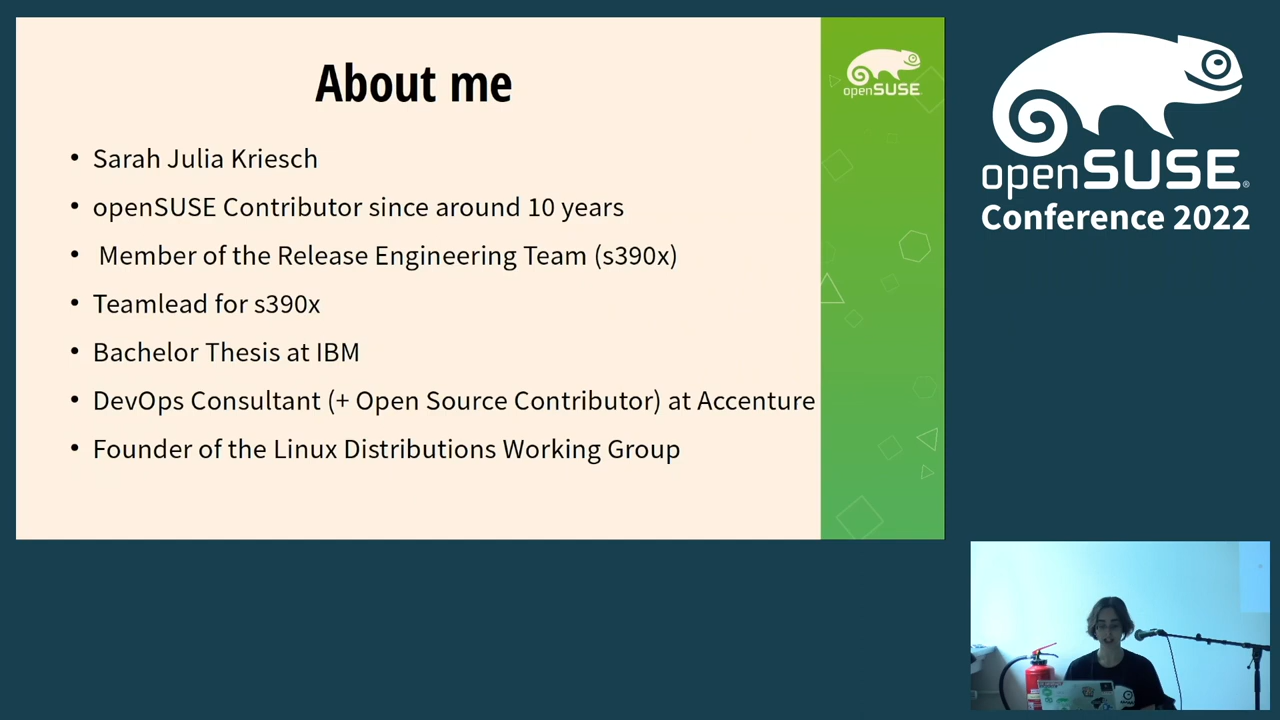 About me
• Sarah Julia Kriesch
• openSUSE Contributor since around 10 years
• Member of the Release Engineering Team (s390x)
• Teamlead for s390x
• Bachelor Thesis at IBM
• DevOps Consultant (+ Open Source Contributor) at Accenture
• Founder of the Linux Distributions Working Group
openSUSE
openSUSE®
Conference 2022